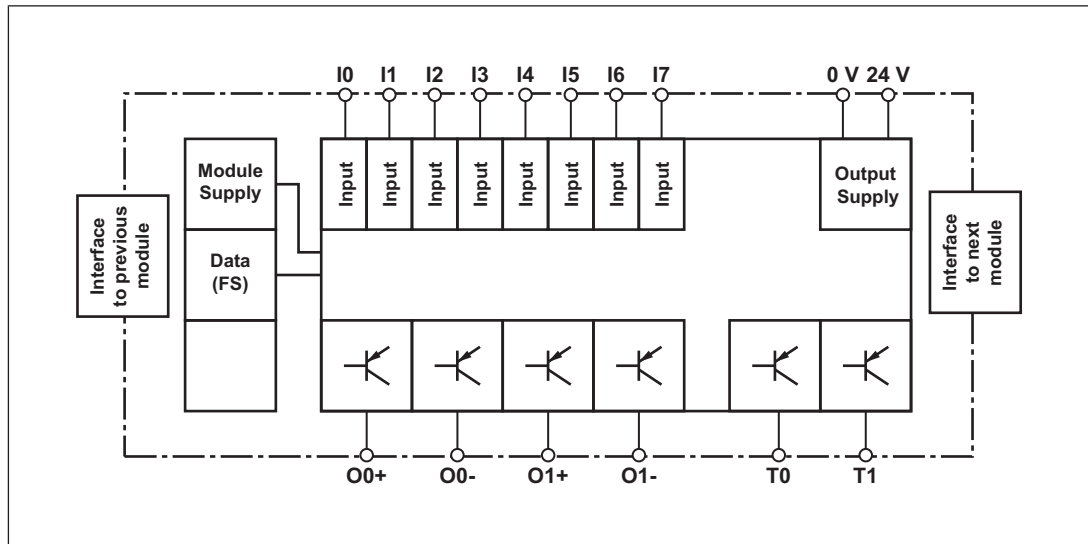 I0 I1 I2 I3 I4 I5 I6 I7 0 V 24 V
Module
Supply
Input Input Input Input Input Input Input Input
Output
Supply
Interface
to previous
module
Data
(FS)
Interface
to next
module
O0+ O0- O1+ O1- T0 T1